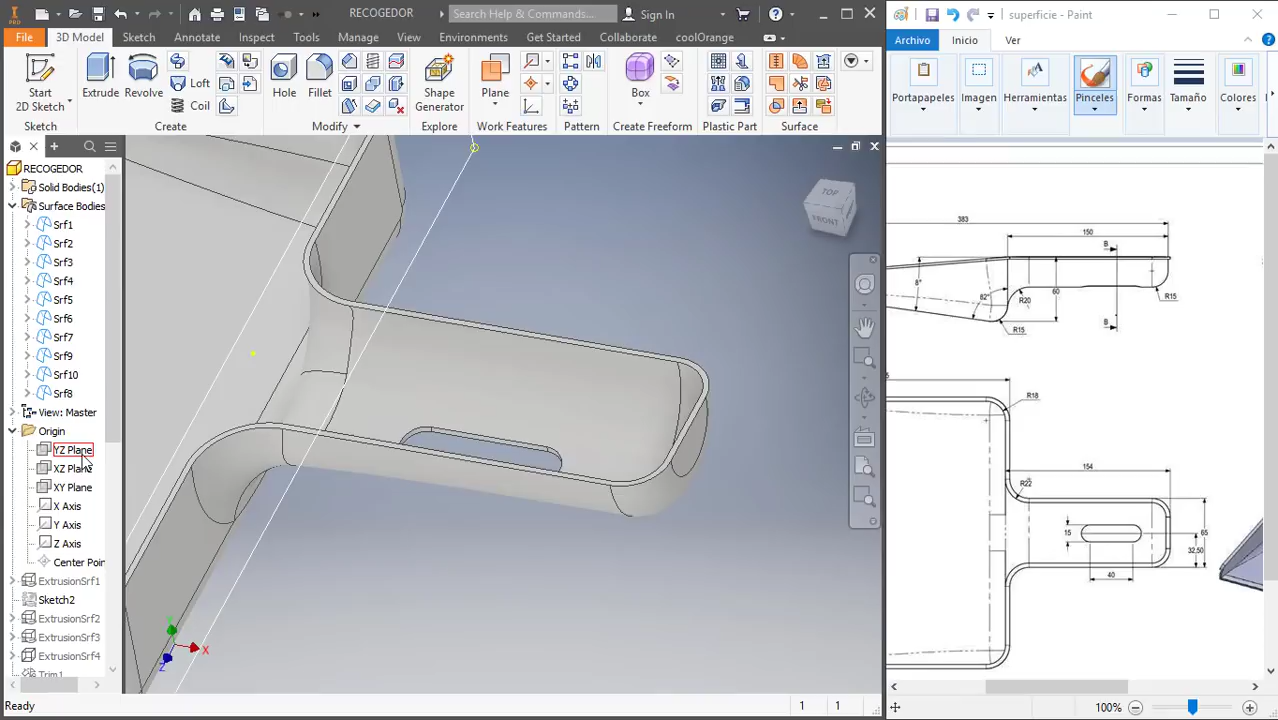 PRO
RECOGEDOR
Search Help & Commands...
Sign In
File
3D Model
Sketch
Annotate
Inspect
Tools
Manage
View
Environments
Get Started
Collaborate
coolOrange
Start
2D Sketch
Extrude
Revolve
Loft
Coil
Hole
Fillet
Shape
Generator
Plane
Box
Sketch
Create
Modify
Explore
Work Features
Pattern
Create Freeform
Plastic Part
Surface
RECOGEDOR
Solid Bodies(1)
Surface Bodies
Srf1
Srf2
Srf3
Srf4
Srf5
Srf6
Srf7
Srf9
Srf10
Srf8
View: Master
Origin
YZ Plane
XZ Plane
XY Plane
X Axis
Y Axis
Z Axis
Center Poin
ExtrusionSrf1
Sketch2
ExtrusionSrf2
ExtrusionSrf3
ExtrusionSrf4
Trim1
TOP
FRONT
Y
X
Z
Ready
1
1
superficie - Paint
Archivo
Inicio
Ver
Portapapeles
Imagen
Herramientas
Pinceles
Formas
Tamaño
Colores
383
150
B
8°
82°
R20
60
R15
R15
B
R18
154
R22
15
65
32,50
40
100%